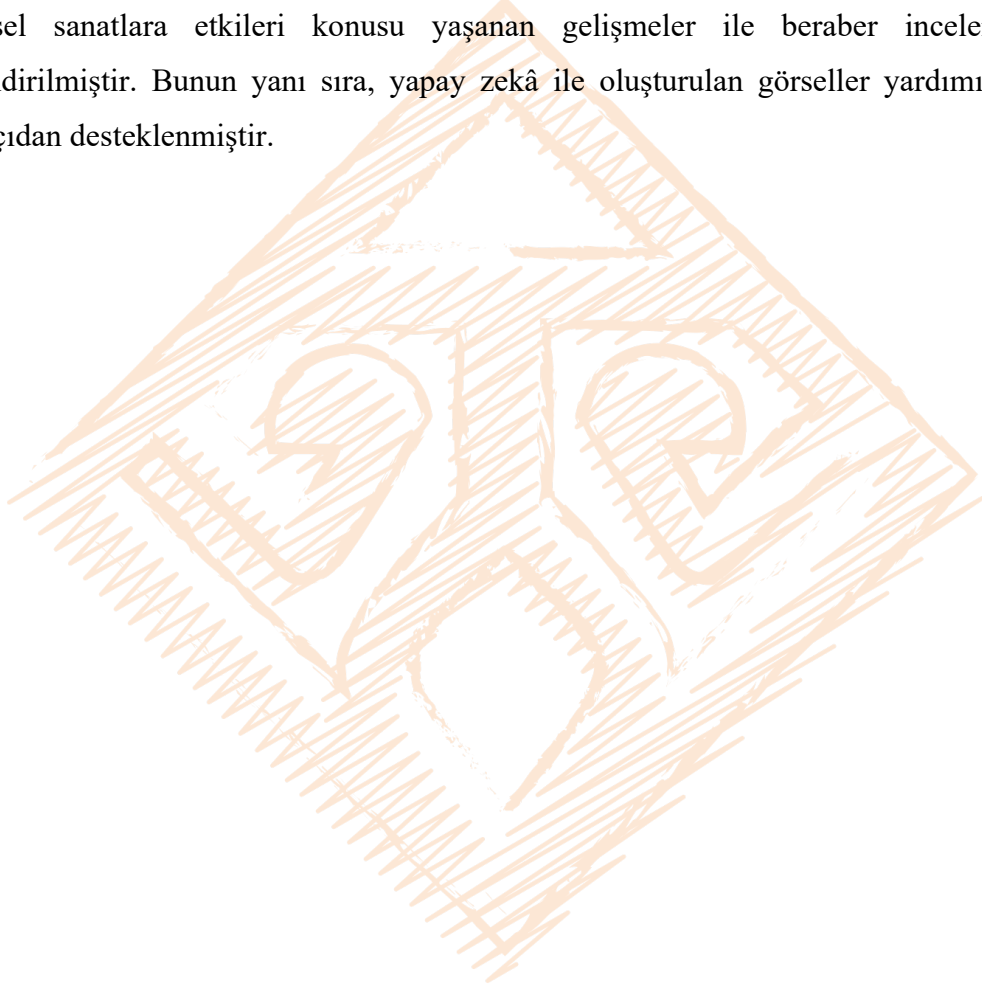 sel sanatlara etkileri konusu yaşanan gelişmeler ile beraber incele
dirilmiştir. Bunun yanı sıra, yapay zekâ ile oluşturulan görseller yardımı
çıdan desteklenmiştir.